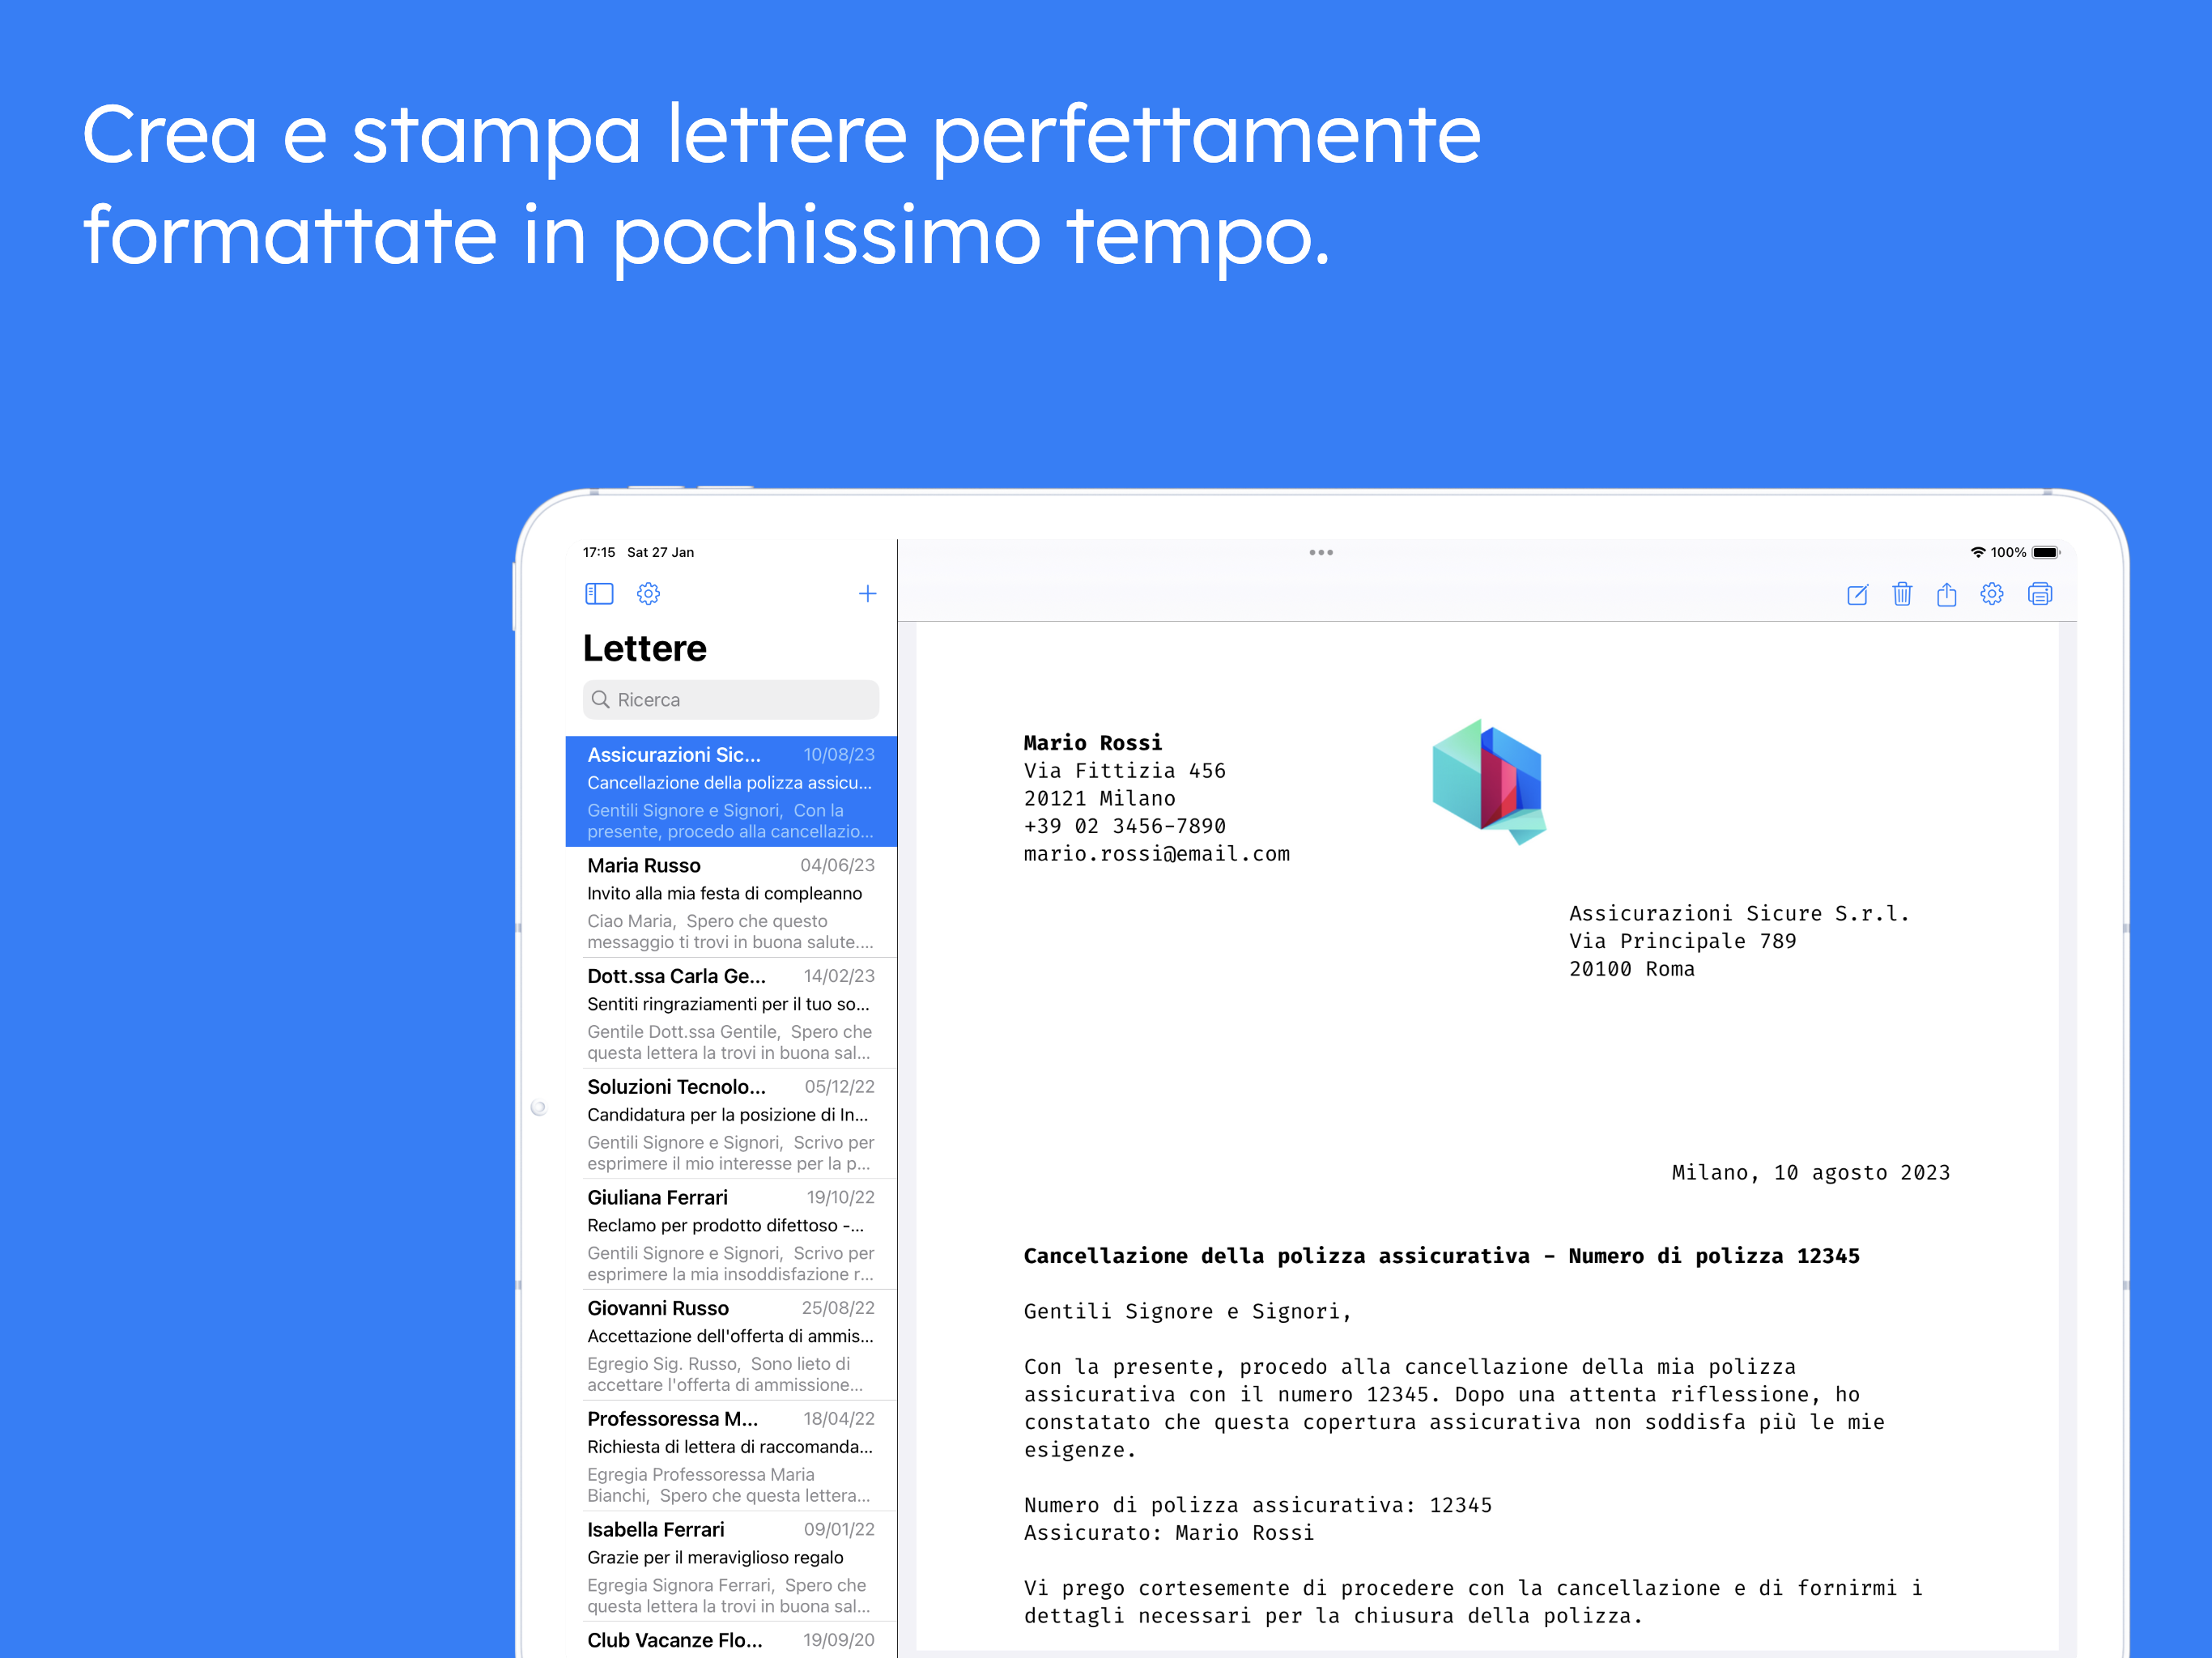 Crea e stampa lettere perfettamente
formattate in pochissimo tempo.
17:15 Sat 27 Jan
100%
Lettere
Ricerca
Assicurazioni Sic... 10/08/23
Cancellazione della polizza assicu...
Gentili Signore e Signori, Con la
presente, procedo alla cancellazio...
Maria Russo 04/06/23
Invito alla mia festa di compleanno
Ciao Maria, Spero che questo
messaggio ti trovi in buona salute....
Dott.ssa Carla Ge... 14/02/23
Sentiti ringraziamenti per il tuo so...
Gentile Dott.ssa Gentile, Spero che
questa lettera la trovi in buona sal...
Soluzioni Tecnolo... 05/12/22
Candidatura per la posizione di In...
Gentili Signore e Signori, Scrivo per
esprimere il mio interesse per la p...
Giuliana Ferrari 19/10/22
Reclamo per prodotto difettoso -...
Gentili Signore e Signori, Scrivo per
esprimere la mia insoddisfazione r...
Giovanni Russo 25/08/22
Accettazione dell'offerta di ammis...
Egregio Sig. Russo, Sono lieto di
accettare l'offerta di ammissione...
Professoressa M... 18/04/22
Richiesta di lettera di raccomanda...
Egregia Professoressa Maria
Bianchi, Spero che questa lettera...
Isabella Ferrari 09/01/22
Grazie per il meraviglioso regalo
Egregia Signora Ferrari, Spero che
questa lettera la trovi in buona sal...
Club Vacanze Flo... 19/09/20
Mario Rossi
Via Fittizia 456
20121 Milano
+39 02 3456-7890
mario.rossi@email.com
Assicurazioni Sicure S.r.l.
Via Principale 789
20100 Roma
Milano, 10 agosto 2023
Cancellazione della polizza assicurativa - Numero di polizza 12345
Gentili Signore e Signori,
Con la presente, procedo alla cancellazione della mia polizza
assicurativa con il numero 12345. Dopo una attenta riflessione, ho
constatato che questa copertura assicurativa non soddisfa più le mie
esigenze.
Numero di polizza assicurativa: 12345
Assicurato: Mario Rossi
Vi prego cortesemente di procedere con la cancellazione e di fornirmi i
dettagli necessari per la chiusura della polizza.